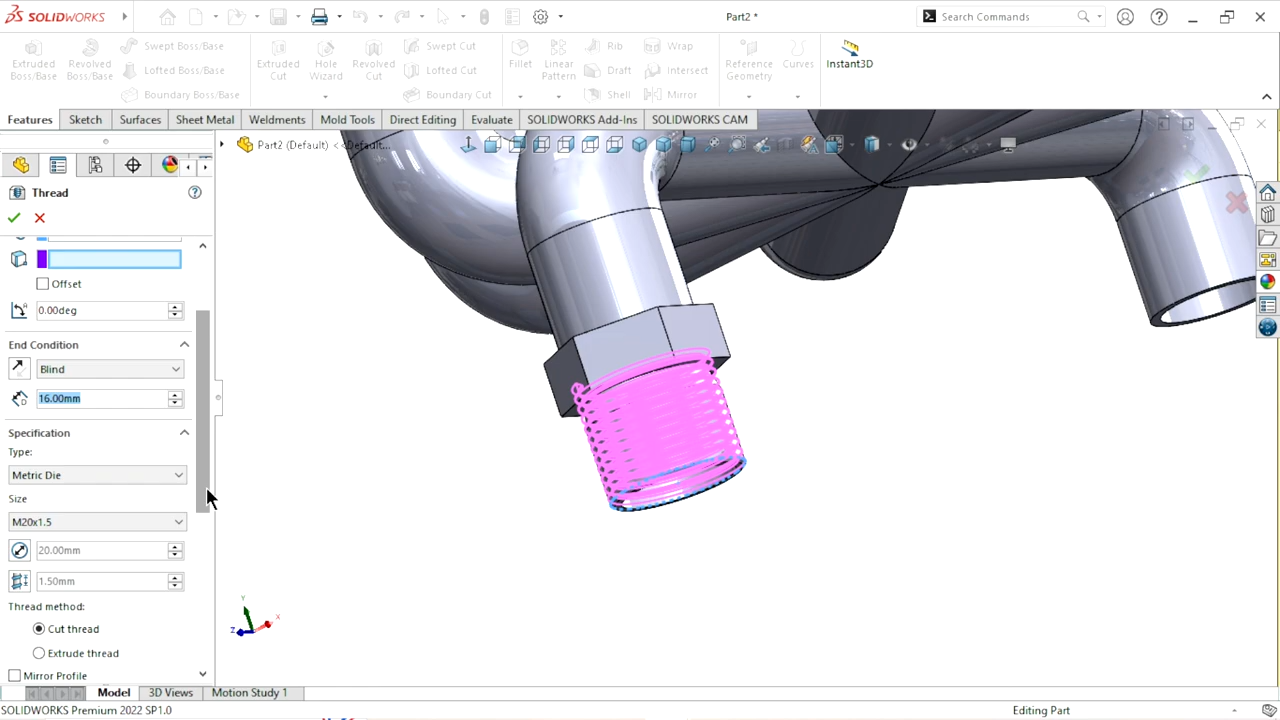 SOLIDWORKS
Part2 *
Search Commands
Extruded Boss/Base
Revolved Boss/Base
Swept Boss/Base
Lofted Boss/Base
Boundary Boss/Base
Extruded Cut
Hole Wizard
Revolved Cut
Swept Cut
Lofted Cut
Boundary Cut
Fillet
Linear Pattern
Rib
Draft
Shell
Wrap
Intersect
Mirror
Reference Geometry
Curves
Instant3D
Features
Sketch
Surfaces
Sheet Metal
Weldments
Mold Tools
Direct Editing
Evaluate
SOLIDWORKS Add-Ins
SOLIDWORKS CAM
Part2 (Default) < <Default...
Thread
Offset
0.00deg
End Condition
Blind
16.00mm
Specification
Type:
Metric Die
Size
M20x1.5
20.00mm
1.50mm
Thread method:
Cut thread
Extrude thread
Mirror Profile
Y
X
Z
Model
3D Views
Motion Study 1
SOLIDWORKS Premium 2022 SP1.0
Editing Part